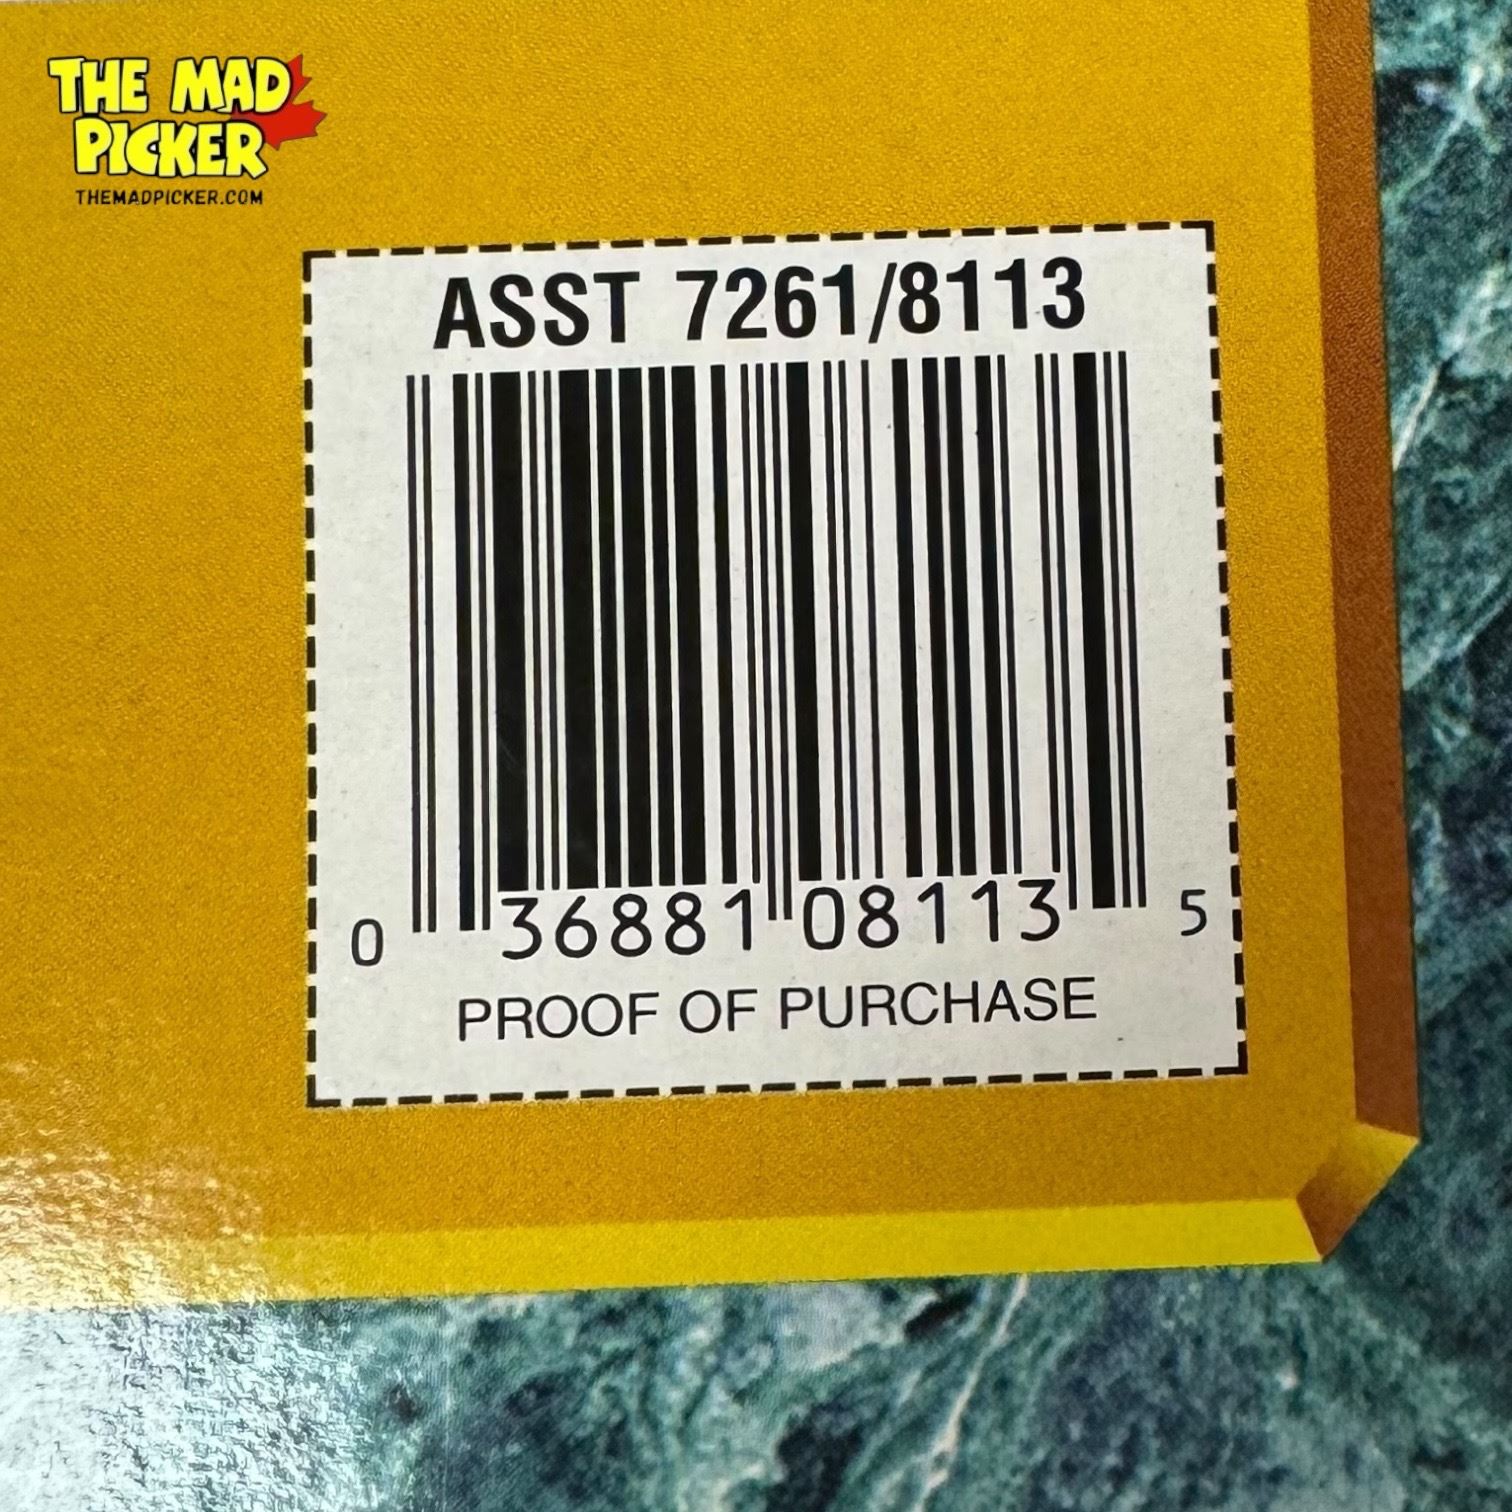 THE MAD
PICKER
THEMADPICKER.COM
ASST 7261/8113
0 36881 08113 5
PROOF OF PURCHASE